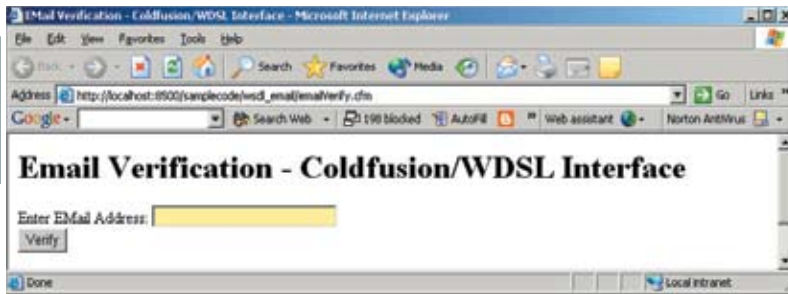 EMail Verification - Coldfusion/WDSL Interface - Microsoft Internet Explorer
File Edit View Favorites Tools Help
Back Search Favorites Media
Address http://localhost:8500/samplecode/wsdl_email/emailVerify.cfm Go Links »
Google Search Web 198 blocked AutoFill » Web assistant Norton AntiVirus
Email Verification - Coldfusion/WDSL Interface
Enter EMail Address:
Verify
Done Local intranet